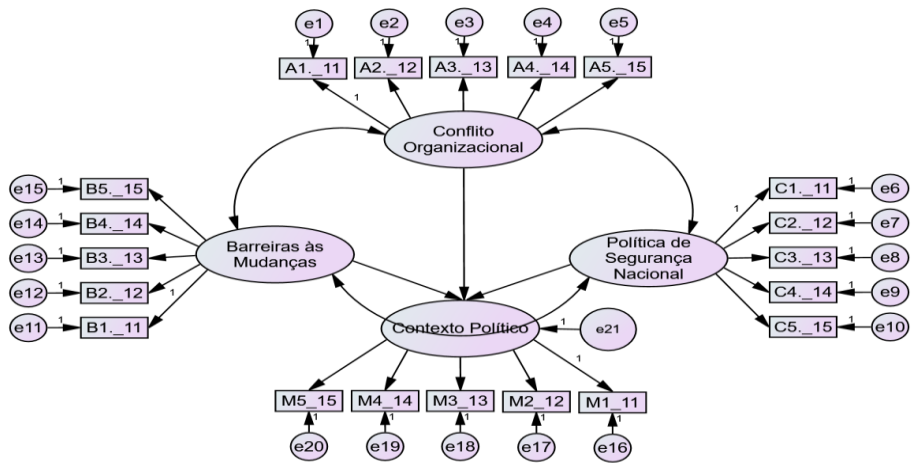 e1 e2 e3 e4 e5
1 1 1 1 1
A1._11 A2._12 A3._13 A4._14 A5._15
1
Conflito
Organizacional
e15 1 B5._15
e14 1 B4._14
e13 1 B3._13
e12 1 B2._12
e11 1 B1._11
1
Barreiras às
Mudanças
Política de
Segurança
Nacional
1
C1._11 1 e6
C2._12 1 e7
C3._13 1 e8
C4._14 1 e9
C5._15 1 e10
Contexto Político
1 e21
1
M5_15 M4_14 M3_13 M2_12 M1_11
1 1 1 1 1
e20 e19 e18 e17 e16